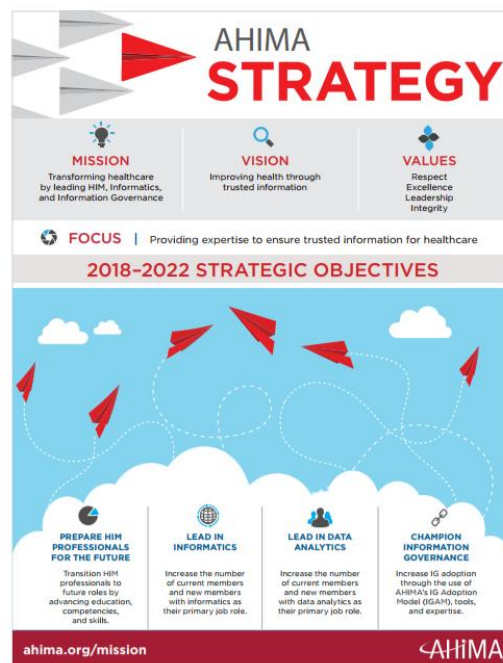 AHIMA
STRATEGY
MISSION
Transforming healthcare
by leading HIM, Informatics,
and Information Governance
VISION
Improving health through
trusted information
VALUES
Respect
Excellence
Leadership
Integrity
FOCUS | Providing expertise to ensure trusted information for healthcare
2018–2022 STRATEGIC OBJECTIVES
PREPARE HIM
PROFESSIONALS
FOR THE FUTURE
Transition HIM
professionals to
future roles by
advancing education,
competencies,
and skills.
LEAD IN
INFORMATICS
Increase the number
of current members
and new members
with informatics as
their primary job role.
LEAD IN DATA
ANALYTICS
Increase the number
of current members
and new members
with data analytics as
their primary job role.
CHAMPION
INFORMATION
GOVERNANCE
Increase IG adoption
through the use of
AHIMA's IG Adoption
Model (IGAM), tools,
and expertise.
ahima.org/mission
AHIMA